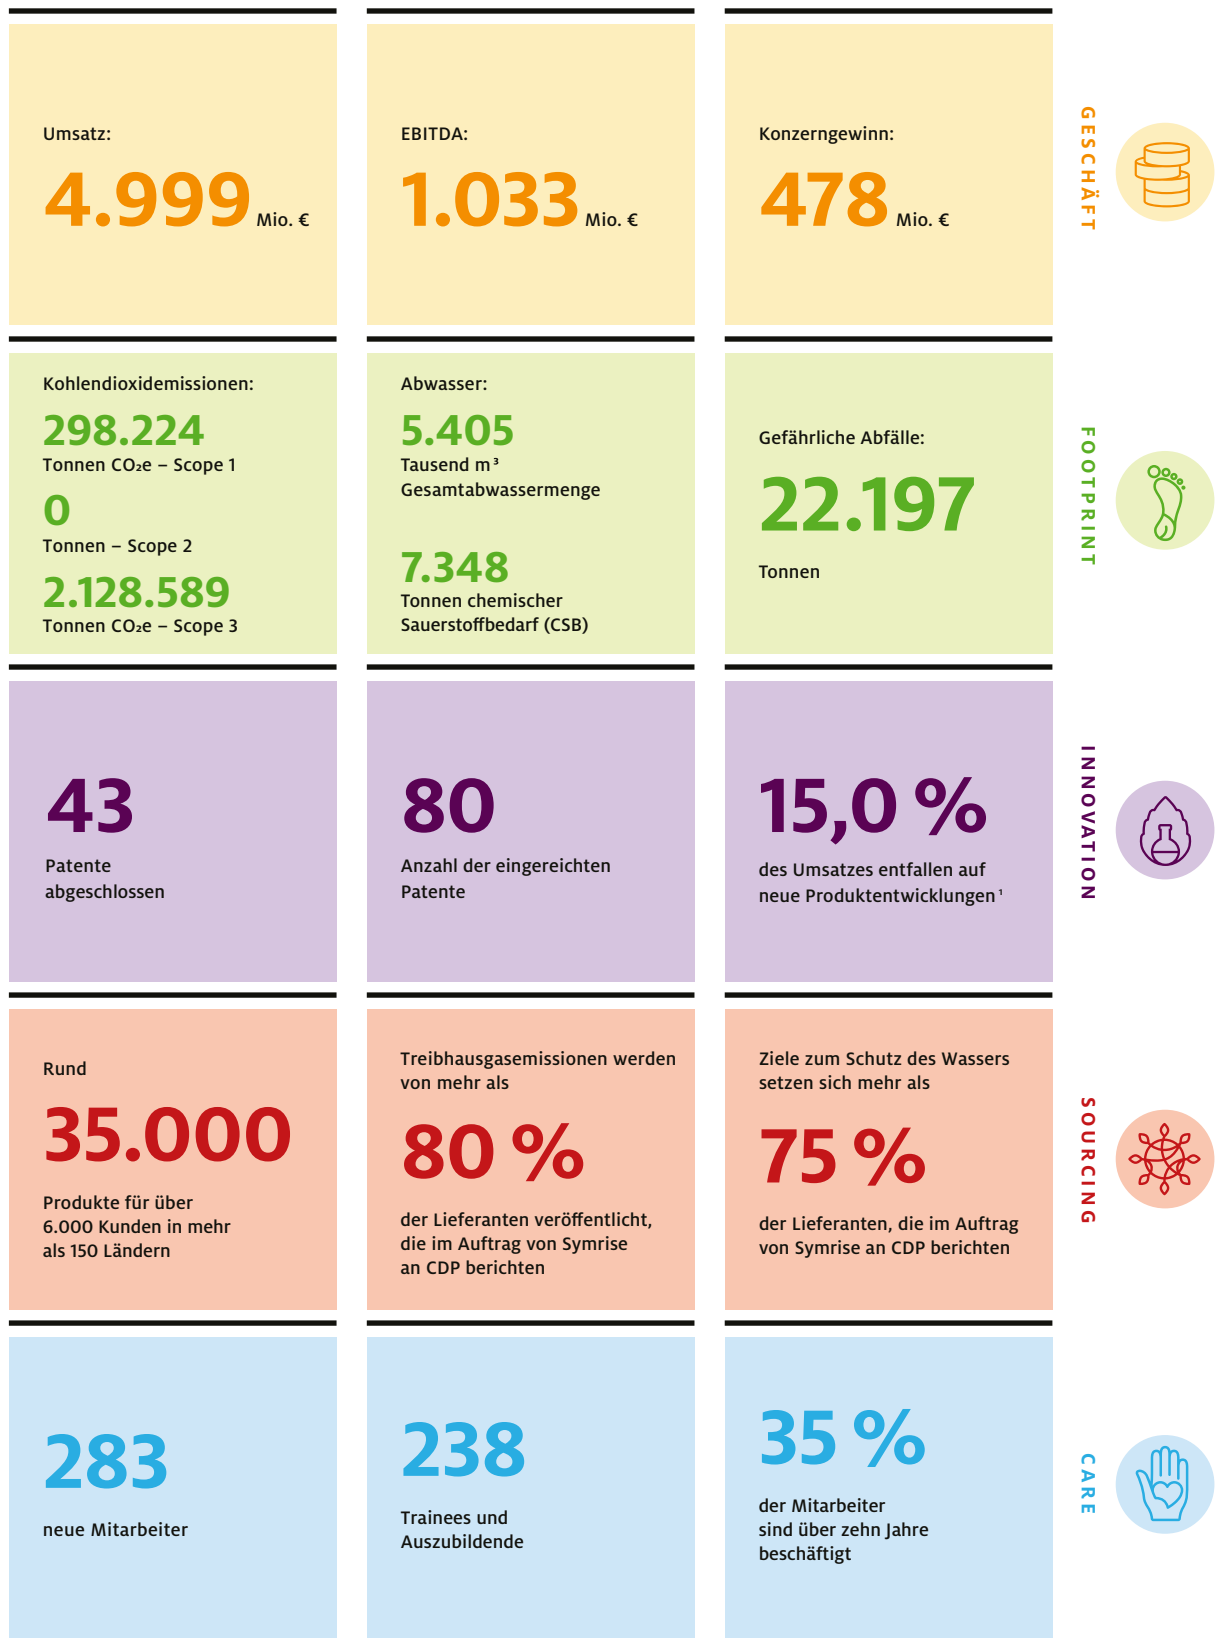 Umsatz:
4.999 Mio. €
EBITDA:
1.033 Mio. €
Konzerngewinn:
478 Mio. €
GESCHÄFT
Kohlendioxidemissionen:
298.224
Tonnen CO₂e – Scope 1
0
Tonnen – Scope 2
2.128.589
Tonnen CO₂e – Scope 3
Abwasser:
5.405
Tausend m³
Gesamtabwassermenge
7.348
Tonnen chemischer
Sauerstoffbedarf (CSB)
Gefährliche Abfälle:
22.197
Tonnen
FOOTPRINT
43
Patente
abgeschlossen
80
Anzahl der eingereichten
Patente
15,0 %
des Umsatzes entfallen auf
neue Produktentwicklungen¹
INNOVATION
Rund
35.000
Produkte für über
6.000 Kunden in mehr
als 150 Ländern
Treibhausgasemissionen werden
von mehr als
80 %
der Lieferanten veröffentlicht,
die im Auftrag von Symrise
an CDP berichten
Ziele zum Schutz des Wassers
setzen sich mehr als
75 %
der Lieferanten, die im Auftrag
von Symrise an CDP berichten
SOURCING
283
neue Mitarbeiter
238
Trainees und
Auszubildende
35 %
der Mitarbeiter
sind über zehn Jahre
beschäftigt
CARE